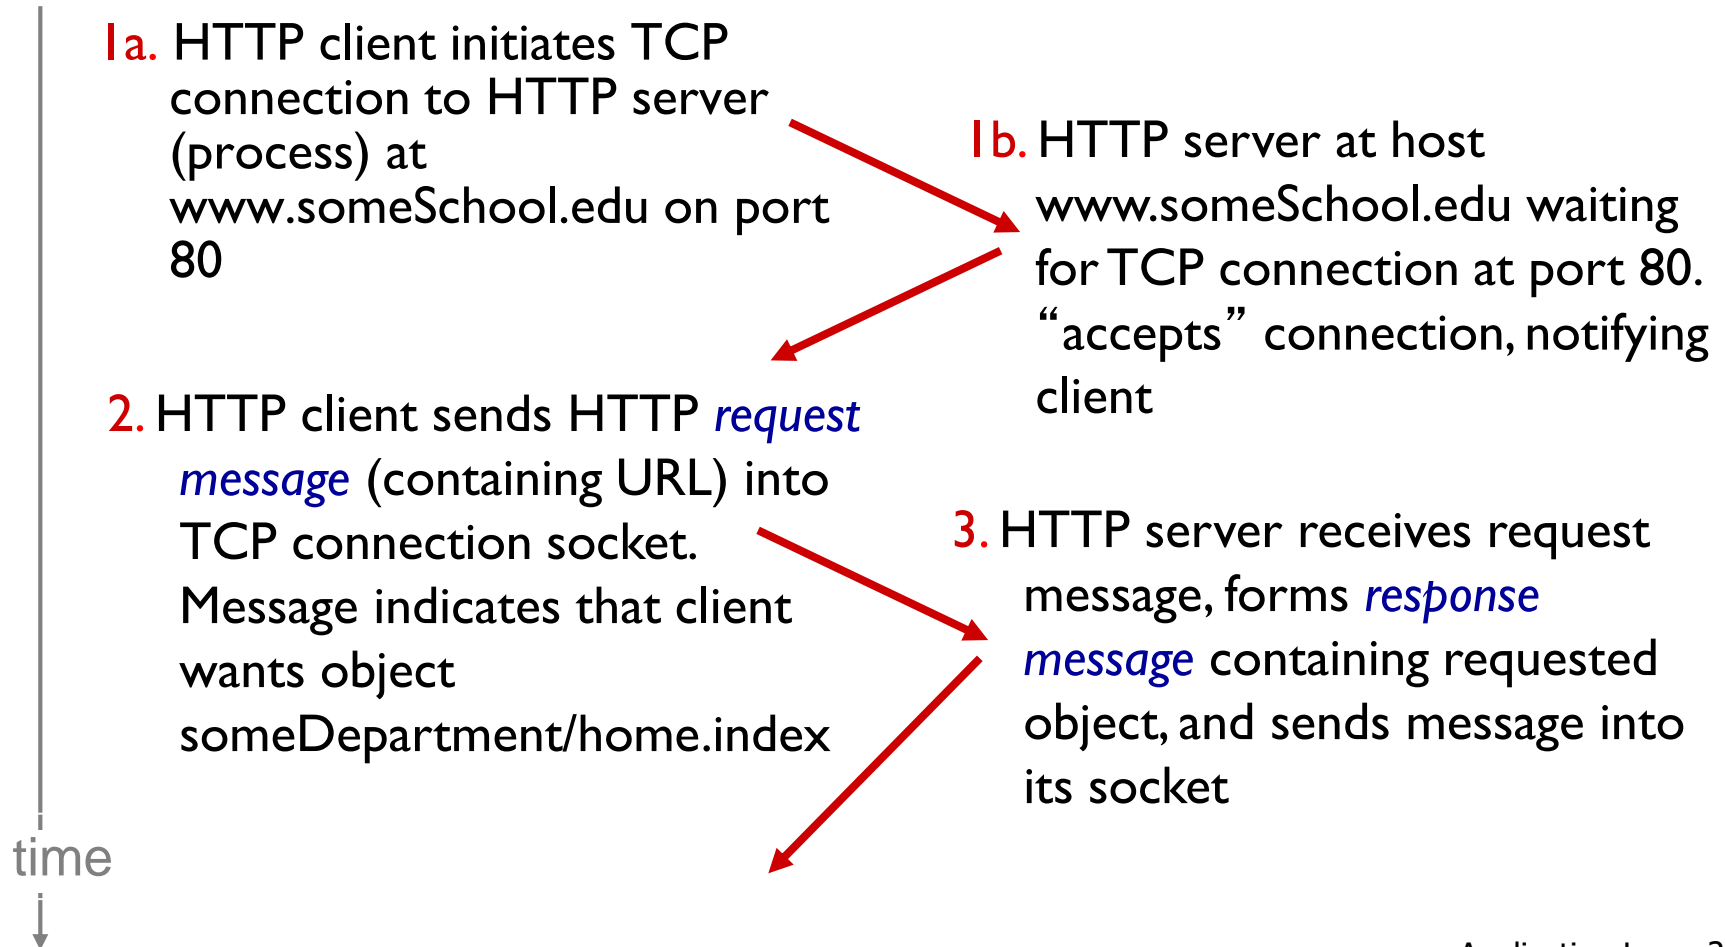 1a. HTTP client initiates TCP
connection to HTTP server
(process) at
www.someSchool.edu on port
80
1b. HTTP server at host
www.someSchool.edu waiting
for TCP connection at port 80.
“accepts” connection, notifying
client
2. HTTP client sends HTTP request
message (containing URL) into
TCP connection socket.
Message indicates that client
wants object
someDepartment/home.index
3. HTTP server receives request
message, forms response
message containing requested
object, and sends message into
its socket
time